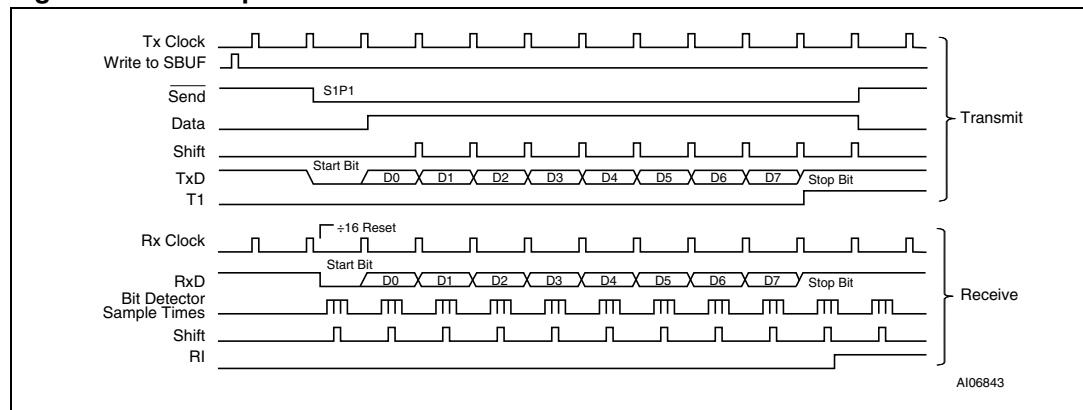 Tx Clock
Write to SBUF
Send
S1P1
Data
Shift
TxD
Start Bit
D0 D1 D2 D3 D4 D5 D6 D7
Stop Bit
T1
Transmit
Rx Clock
÷16 Reset
RxD
Start Bit
D0 D1 D2 D3 D4 D5 D6 D7
Stop Bit
Bit Detector
Sample Times
Shift
RI
Receive
AI06843